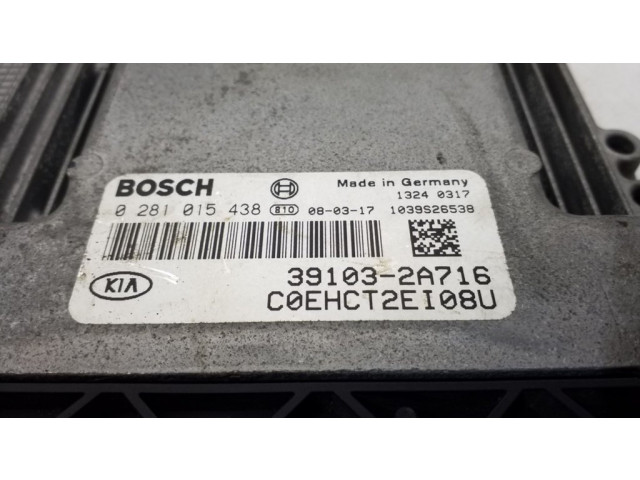 BOSCH Made in Germany
1324 0317
0 281 015 438 810 08-03-17 1039S26538
KIA 39103-2A716
C0EHCT2EI08U